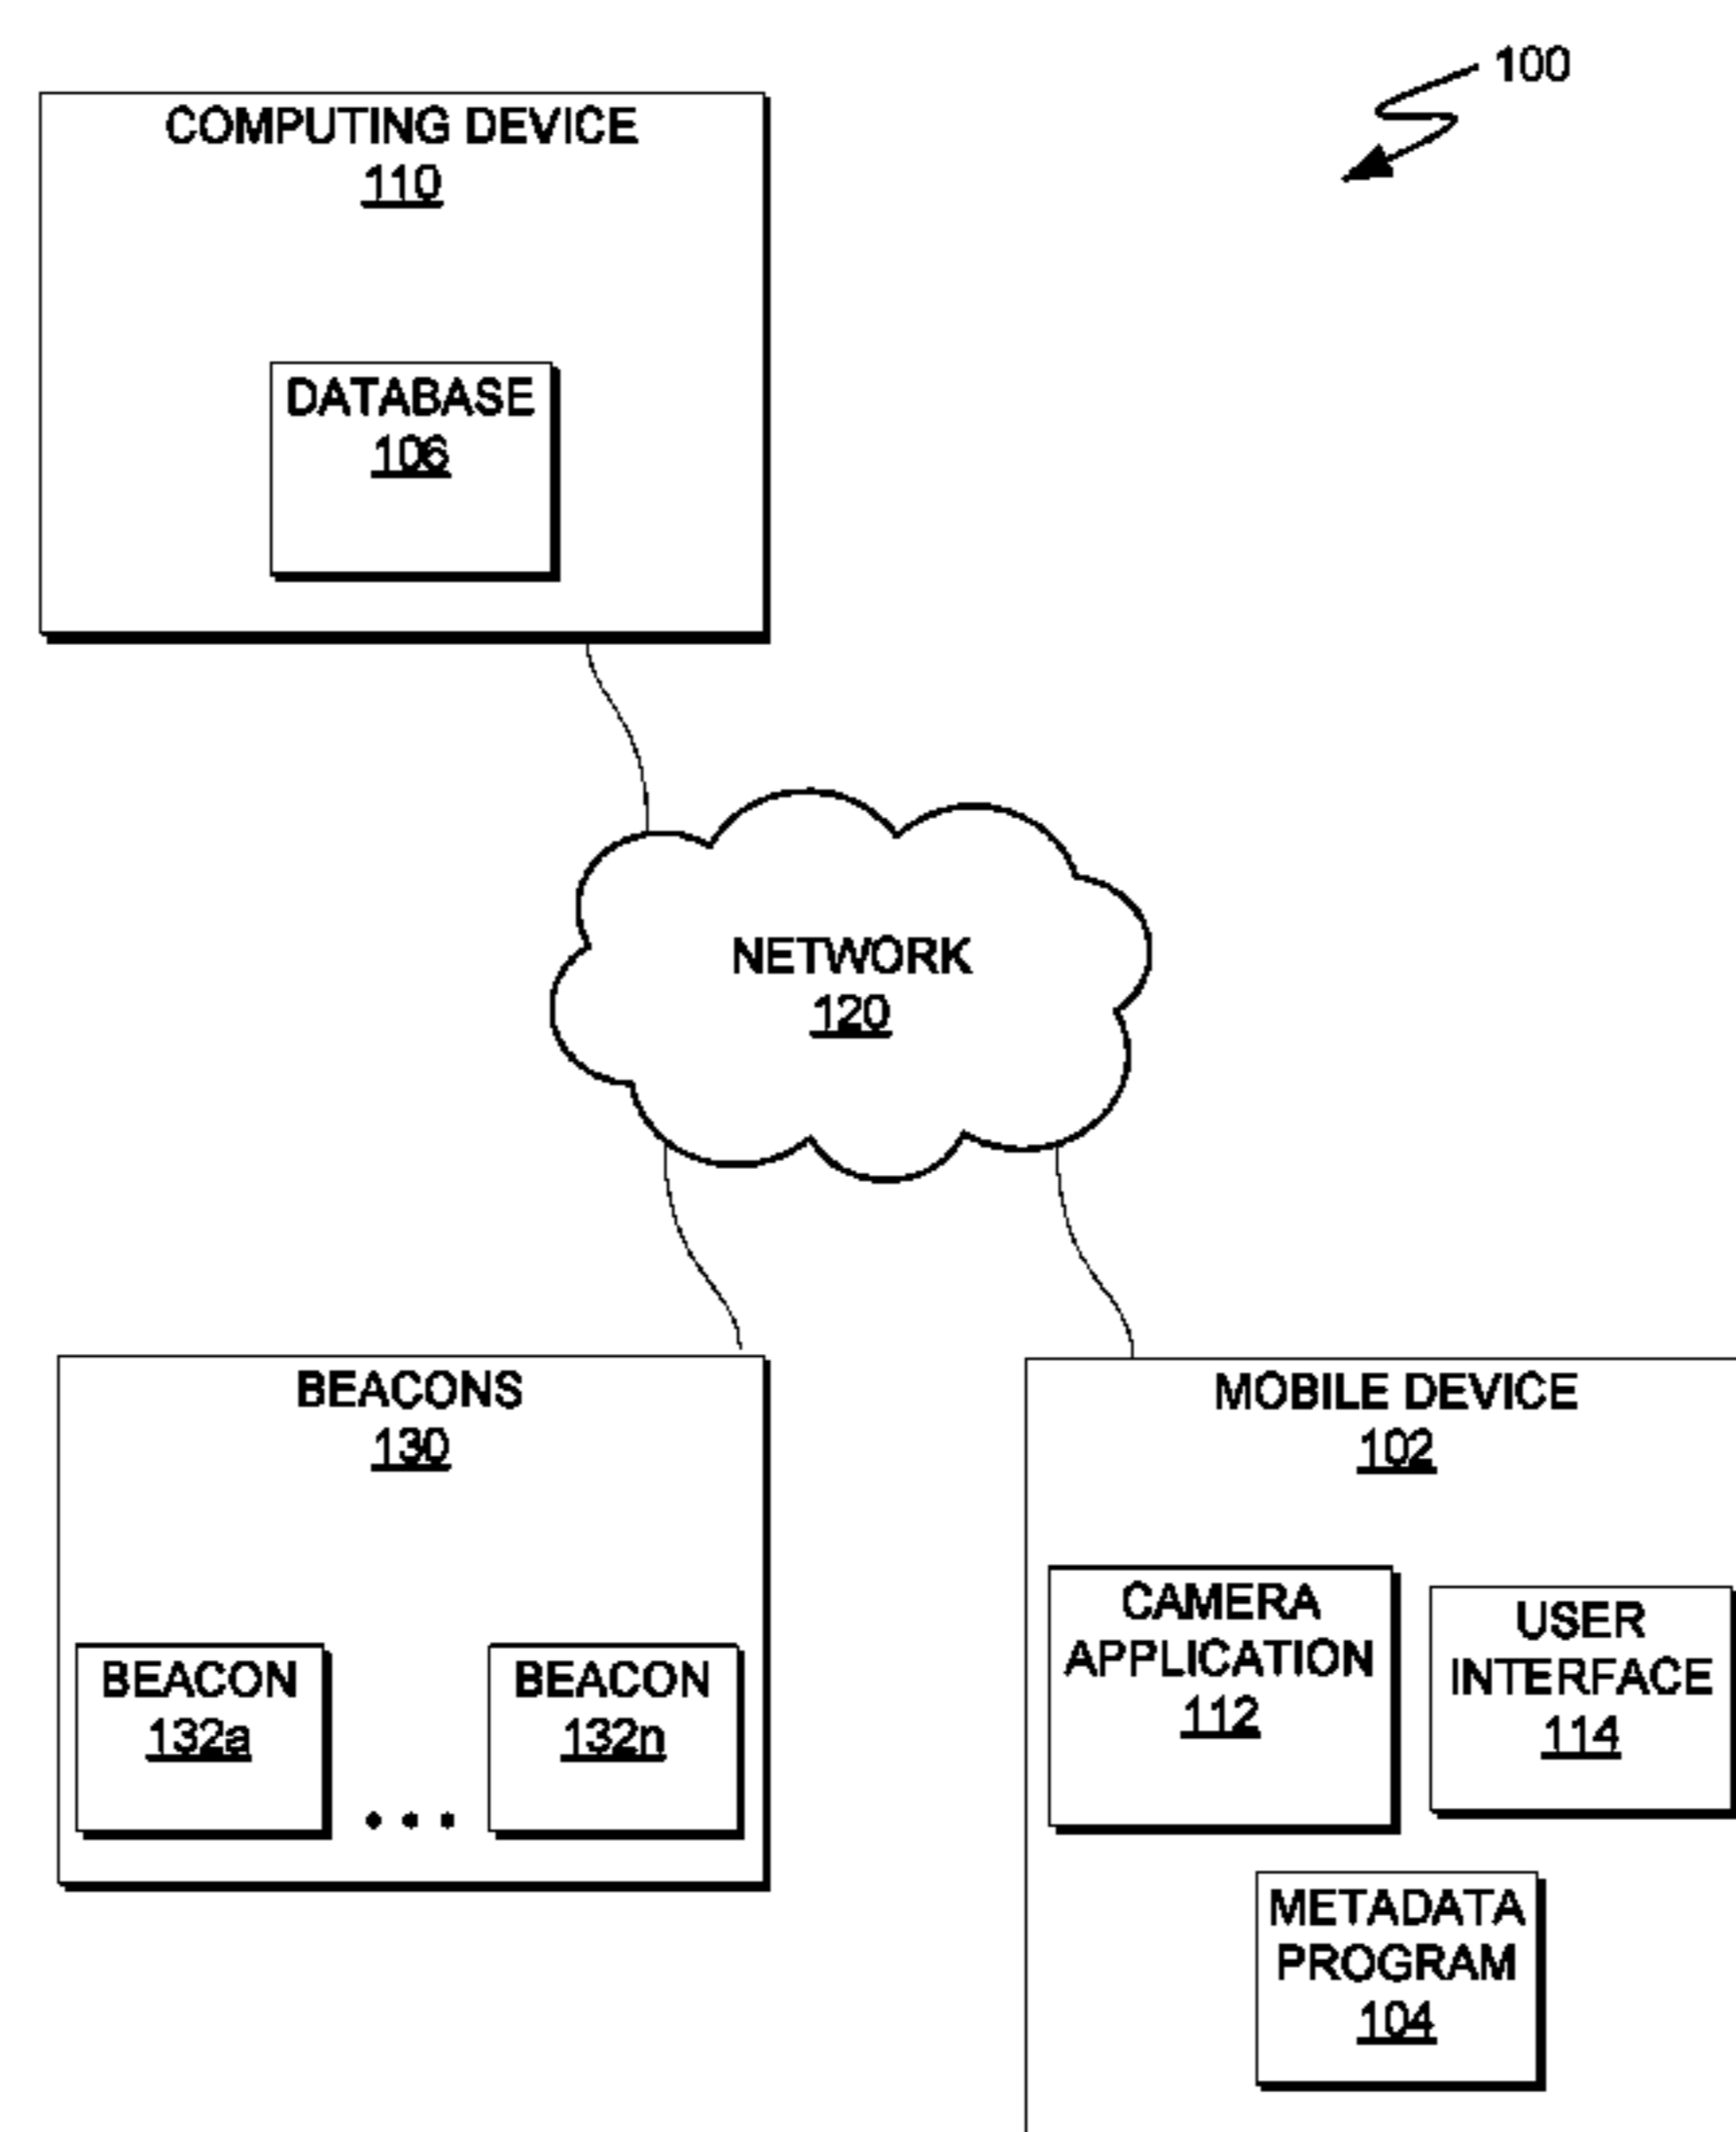 100
COMPUTING DEVICE
110
DATABASE
106
NETWORK
120
BEACONS
130
BEACON
132a
BEACON
132n
MOBILE DEVICE
102
CAMERA
APPLICATION
112
USER
INTERFACE
114
METADATA
PROGRAM
104